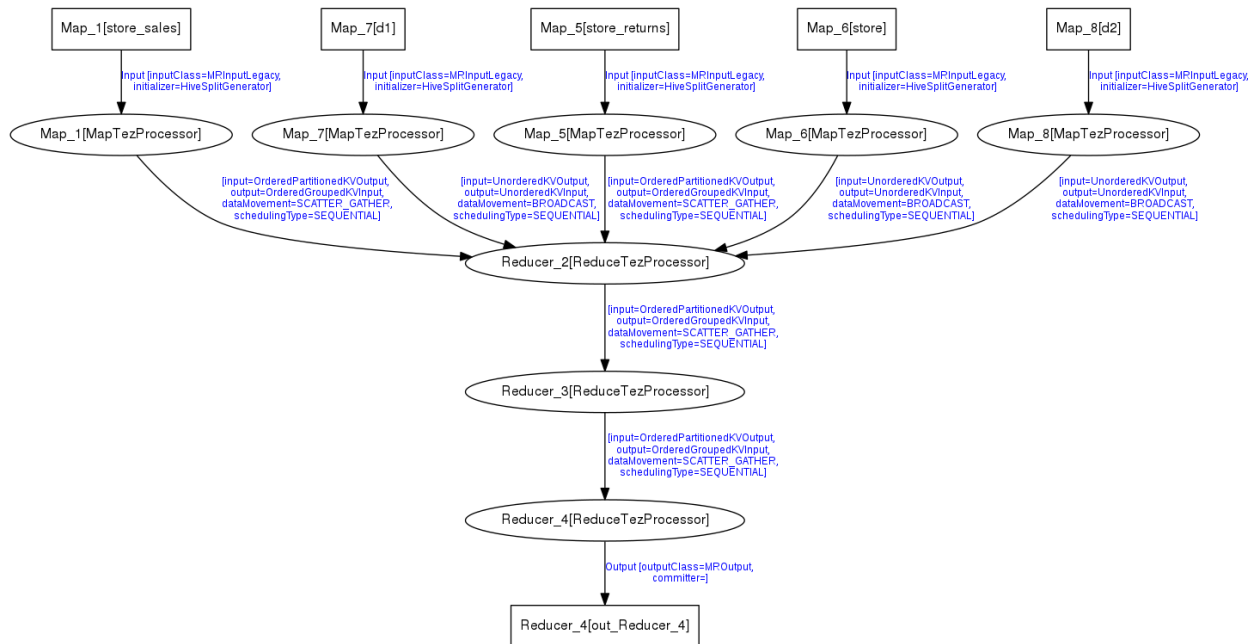 Map_1[store_sales]
Map_7[d1]
Map_5[store_returns]
Map_6[store]
Map_8[d2]
Input [inputClass=MRInputLegacy,
initializer=HiveSplitGenerator]
Input [inputClass=MRInputLegacy,
initializer=HiveSplitGenerator]
Input [inputClass=MRInputLegacy,
initializer=HiveSplitGenerator]
Input [inputClass=MRInputLegacy,
initializer=HiveSplitGenerator]
Input [inputClass=MRInputLegacy,
initializer=HiveSplitGenerator]
Map_1[MapTezProcessor]
Map_7[MapTezProcessor]
Map_5[MapTezProcessor]
Map_6[MapTezProcessor]
Map_8[MapTezProcessor]
[input=OrderedPartitionedKVOutput,
output=OrderedGroupedKVInput,
dataMovement=SCATTER_GATHER,
schedulingType=SEQUENTIAL]
[input=UnorderedKVOutput,
output=UnorderedKVInput,
dataMovement=BROADCAST,
schedulingType=SEQUENTIAL]
[input=OrderedPartitionedKVOutput,
output=OrderedGroupedKVInput,
dataMovement=SCATTER_GATHER,
schedulingType=SEQUENTIAL]
[input=UnorderedKVOutput,
output=UnorderedKVInput,
dataMovement=BROADCAST,
schedulingType=SEQUENTIAL]
[input=UnorderedKVOutput,
output=UnorderedKVInput,
dataMovement=BROADCAST,
schedulingType=SEQUENTIAL]
Reducer_2[ReduceTezProcessor]
[input=OrderedPartitionedKVOutput,
output=OrderedGroupedKVInput,
dataMovement=SCATTER_GATHER,
schedulingType=SEQUENTIAL]
Reducer_3[ReduceTezProcessor]
[input=OrderedPartitionedKVOutput,
output=OrderedGroupedKVInput,
dataMovement=SCATTER_GATHER,
schedulingType=SEQUENTIAL]
Reducer_4[ReduceTezProcessor]
Output [outputClass=MROutput,
committer=]
Reducer_4[out_Reducer_4]